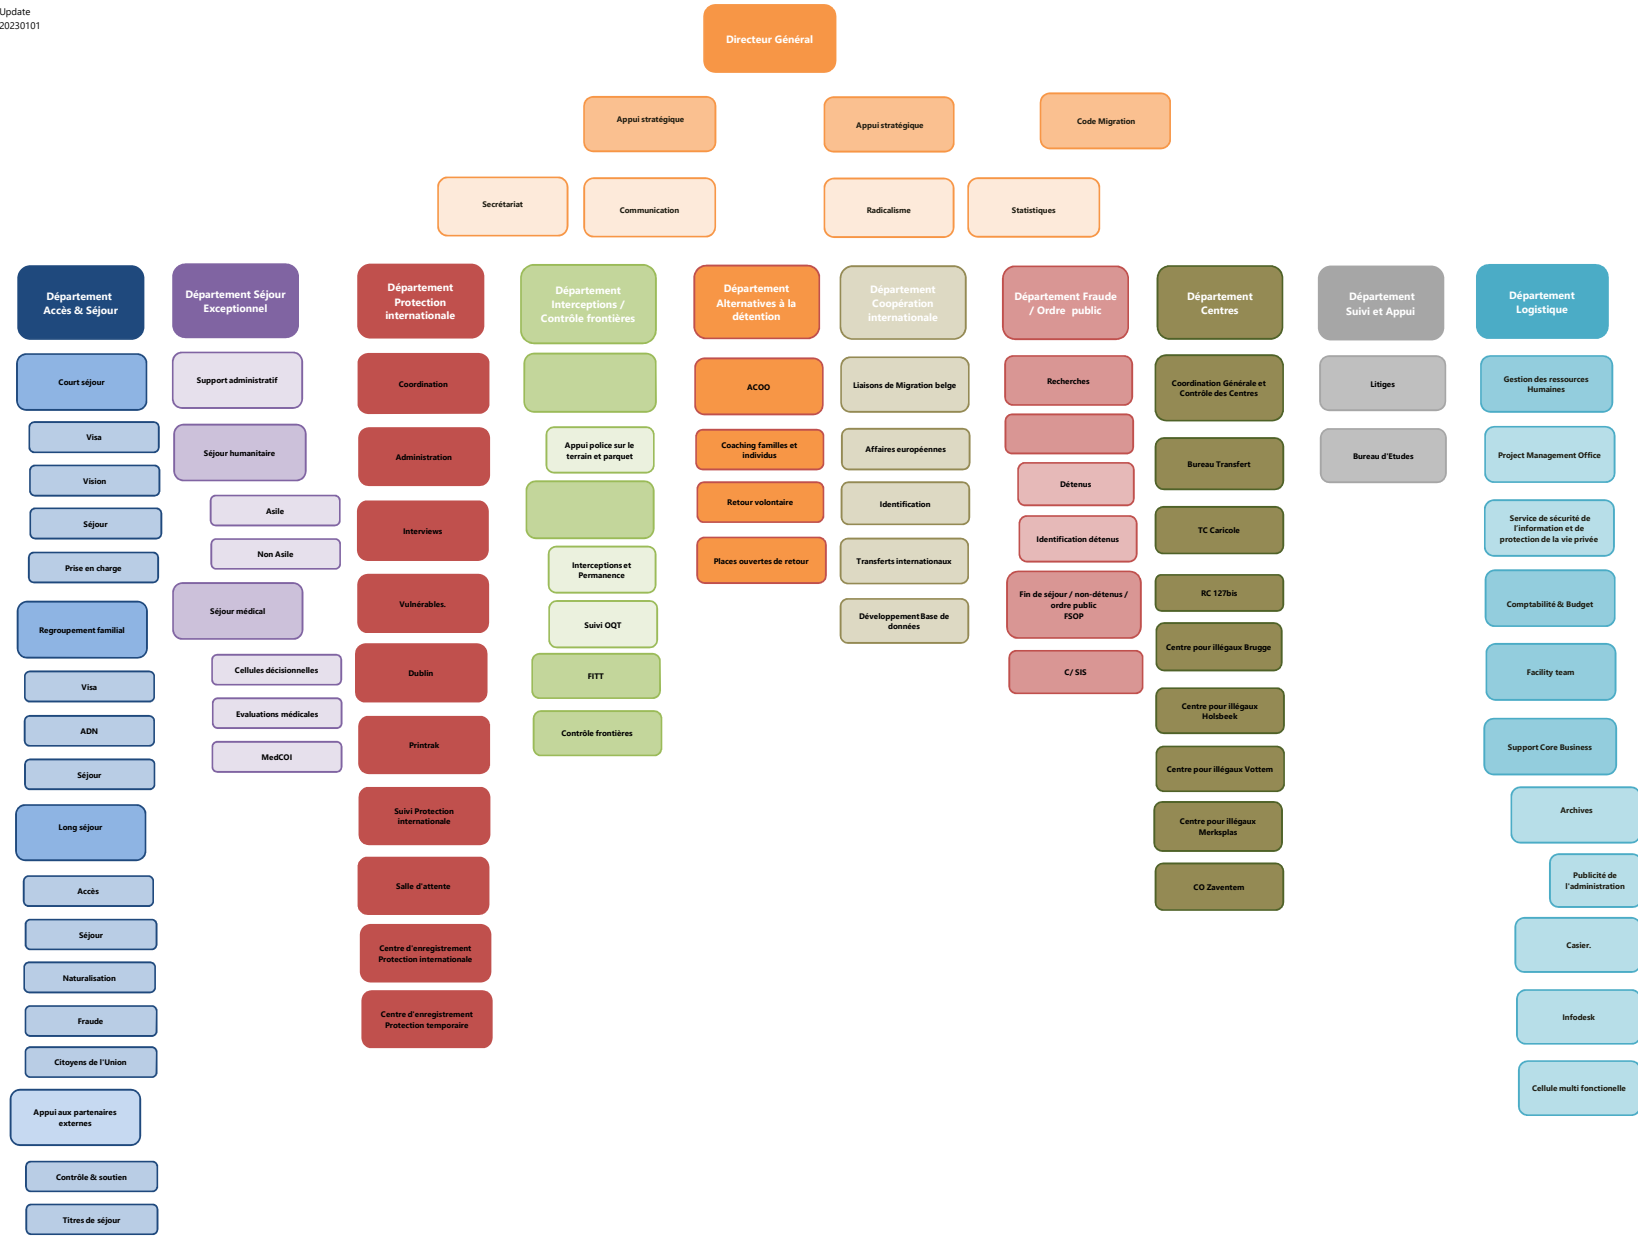 Update
20230101
Directeur Général
Appui stratégique
Appui stratégique
Code Migration
Secrétariat
Communication
Radicalisme
Statistiques
Département
Accès & Séjour
Court séjour
Visa
Vision
Séjour
Prise en charge
Regroupement familial
Visa
ADN
Séjour
Long séjour
Accès
Séjour
Naturalisation
Fraude
Citoyens de l'Union
Appui aux partenaires
externes
Contrôle & soutien
Titres de séjour
Département Séjour
Exceptionnel
Support administratif
Séjour humanitaire
Asile
Non Asile
Séjour médical
Cellules décisionnelles
Evaluations médicales
MedCOI
Département
Protection
internationale
Coordination
Administration
Interviews
Vulnérables.
Dublin
Printrak
Suivi Protection
internationale
Salle d'attente
Centre d'enregistrement
Protection internationale
Centre d'enregistrement
Protection temporaire
Département
Interceptions /
Contrôle frontières
Appui police sur le
terrain et parquet
Interceptions et
Permanence
Suivi OQT
FITT
Contrôle frontières
Département
Alternatives à la
détention
ACOO
Coaching familles et
individus
Retour volontaire
Places ouvertes de retour
Département
Coopération
internationale
Liaisons de Migration belge
Affaires européennes
Identification
Transferts internationaux
Développement Base de
données
Département Fraude
/ Ordre public
Recherches
Détenus
Identification détenus
Fin de séjour / non-détenus /
ordre public
FSOP
C/ SIS
Département
Centres
Coordination Générale et
Contrôle des Centres
Bureau Transfert
TC Caricole
RC 127bis
Centre pour illégaux Brugge
Centre pour illégaux
Holsbeek
Centre pour illégaux Vottem
Centre pour illégaux
Merksplas
CO Zaventem
Département
Suivi et Appui
Litiges
Bureau d'Etudes
Département
Logistique
Gestion des ressources
Humaines
Project Management Office
Service de sécurité de
l'information et de
protection de la vie privée
Comptabilité & Budget
Facility team
Support Core Business
Archives
Publicité de
l'administration
Casier.
Infodesk
Cellule multi fonctionelle